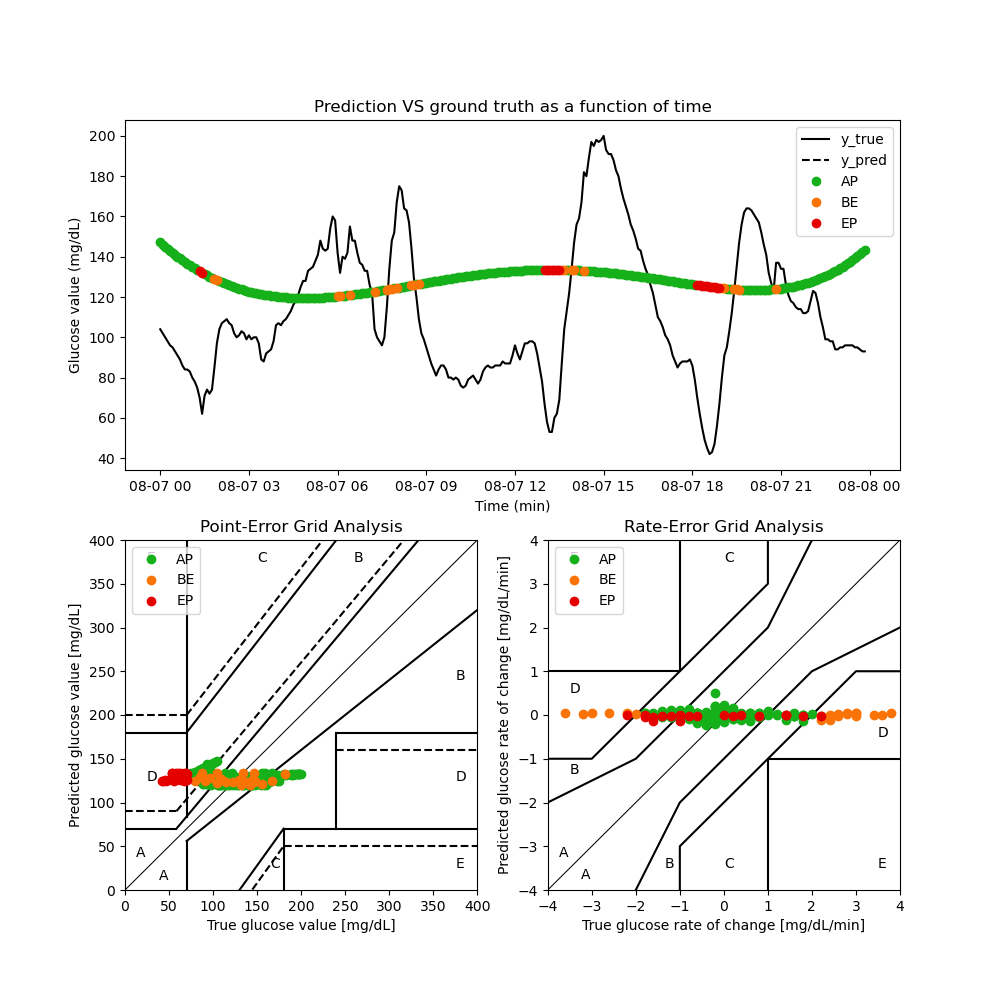 Prediction VS ground truth as a function of time
Glucose value (mg/dL)
200
180
160
140
120
100
80
60
40
y_true
y_pred
AP
BE
EP
08-07 00 08-07 03 08-07 06 08-07 09 08-07 12 08-07 15 08-07 18 08-07 21 08-08 00
Time (min)
Point-Error Grid Analysis
Predicted glucose value [mg/dL]
400
350
300
250
200
150
100
50
0
AP
BE
EP
C
B
B
D
D
A
A
C
E
0 50 100 150 200 250 300 350 400
True glucose value [mg/dL]
Rate-Error Grid Analysis
Predicted glucose rate of change [mg/dL/min]
4
3
2
1
0
−1
−2
−3
−4
AP
BE
EP
C
D
D
B
A
A
B
C
E
−4 −3 −2 −1 0 1 2 3 4
True glucose rate of change [mg/dL/min]